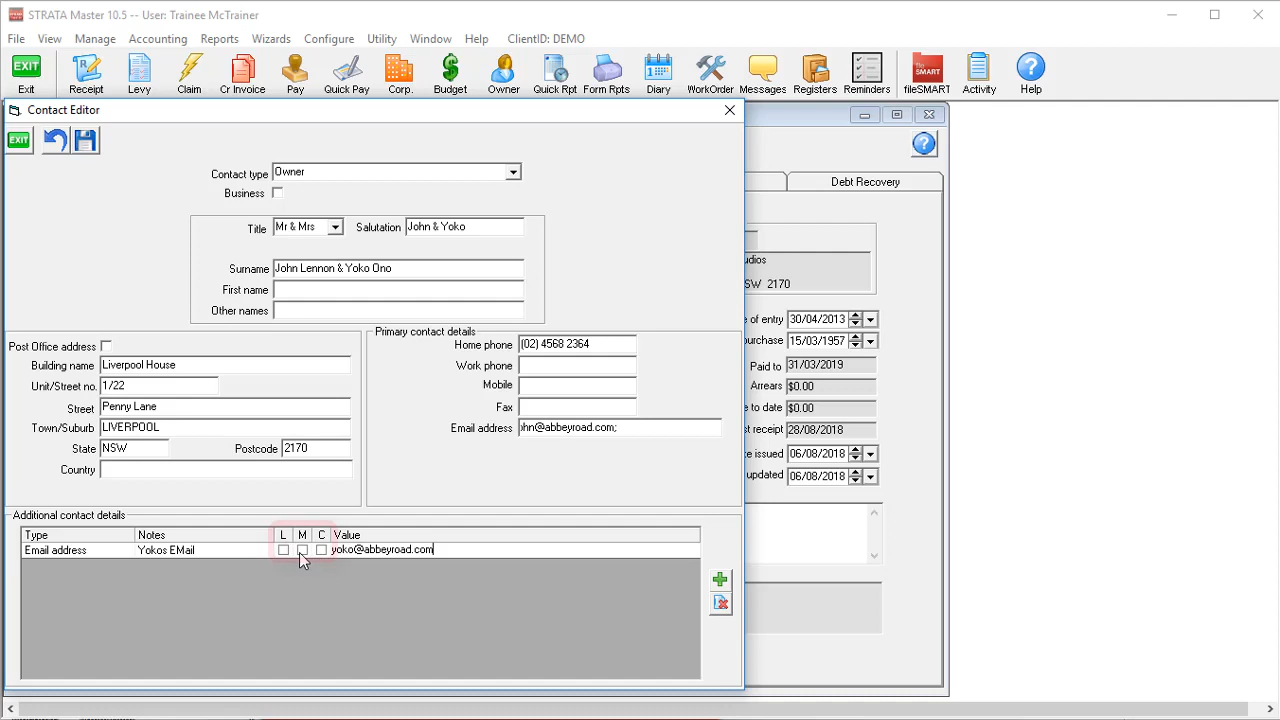 STRATA Master 10.5 -- User: Trainee McTrainer
File View Manage Accounting Reports Wizards Configure Utility Window Help ClientID: DEMO
EXIT
The SMART
Exit Receipt Levy Claim Cr Invoice Pay Quick Pay Corp. Budget Owner Quick Rpt Form Rpts Diary WorkOrder Messages Registers Reminders fileSMART Activity Help
Contact Editor
EXIT
Contact type Owner
Business
Debt Recovery
Title Mr & Mrs Salutation John & Yoko
Surname John Lennon & Yoko Ono
First name
Other names
udios
SW 2170
Post Office address
Building name Liverpool House
Unit/Street no. 1/22
Street Penny Lane
Town/Suburb LIVERPOOL
State NSW Postcode 2170
Country
Primary contact details
Home phone (02) 4568 2364
Work phone
Mobile
Fax
Email address ohn@abbeyroad.com;
e of entry 30/04/2013
urchase 15/03/1957
Paid to 31/03/2019
Arrears $0.00
e to date $0.00
st receipt 28/08/2018
te issued 06/08/2018
updated 06/08/2018
Additional contact details
Type Notes L M C Value
Email address Yokos EMail yoko@abbeyroad.com